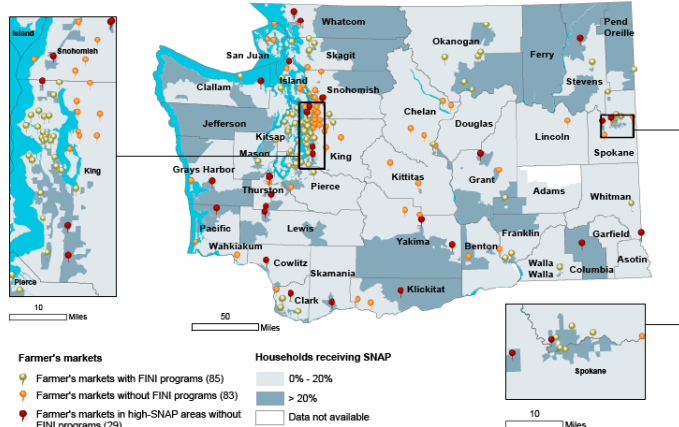 Island
Snohomish
King
Pierce
10
Miles
Whatcom
San Juan
Skagit
Island
Clallam
Snohomish
Jefferson
Kitsap
Mason
King
Grays Harbor
Thurston
Pierce
Pacific
Lewis
Wahkiakum
Cowlitz
Skamania
Clark
Okanogan
Ferry
Pend
Oreille
Stevens
Chelan
Douglas
Lincoln
Spokane
Kittitas
Grant
Adams
Whitman
Yakima
Benton
Franklin
Garfield
Walla
Walla
Columbia
Asotin
Klickitat
50
Miles
Spokane
10
Miles
Farmer's markets
Farmer's markets with FINI programs (85)
Farmer's markets without FINI programs (83)
Farmer's markets in high-SNAP areas without
FINI programs (29)
Households receiving SNAP
0% - 20%
> 20%
Data not available